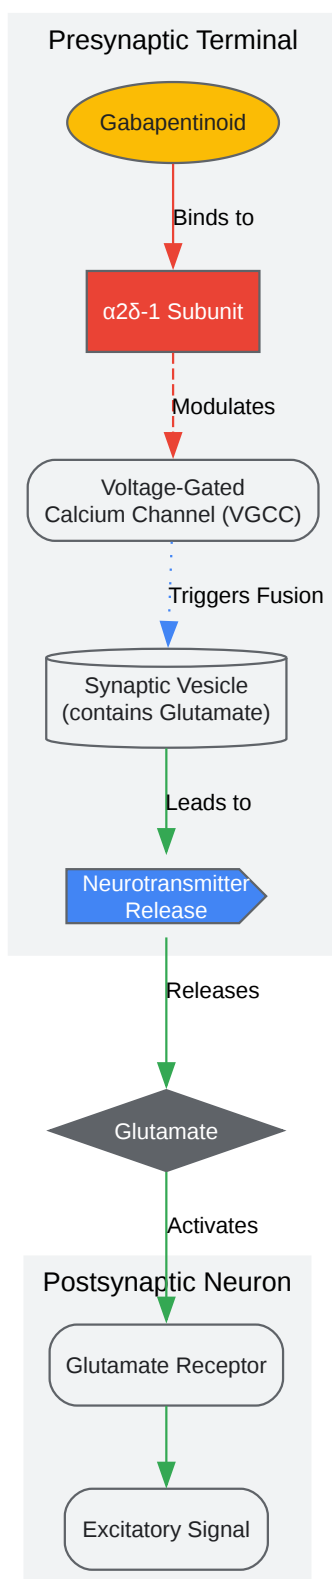 Presynaptic Terminal
Gabapentinoid
Binds to
α2δ-1 Subunit
Modulates
Voltage-Gated
Calcium Channel (VGCC)
Triggers Fusion
Synaptic Vesicle
(contains Glutamate)
Leads to
Neurotransmitter
Release
Releases
Glutamate
Activates
Postsynaptic Neuron
Glutamate Receptor
Excitatory Signal